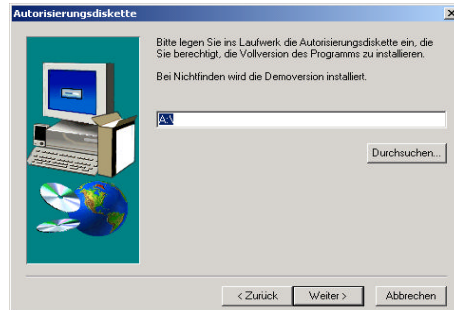 Autorisierungsdiskette
Bitte legen Sie ins Laufwerk die Autorisierungsdiskette ein, die
Sie berechtigt, die Vollversion des Programms zu installieren.
Bei Nichtfinden wird die Demoversion installiert.
A:\
Durchsuchen...
< Zurück Weiter > Abbrechen